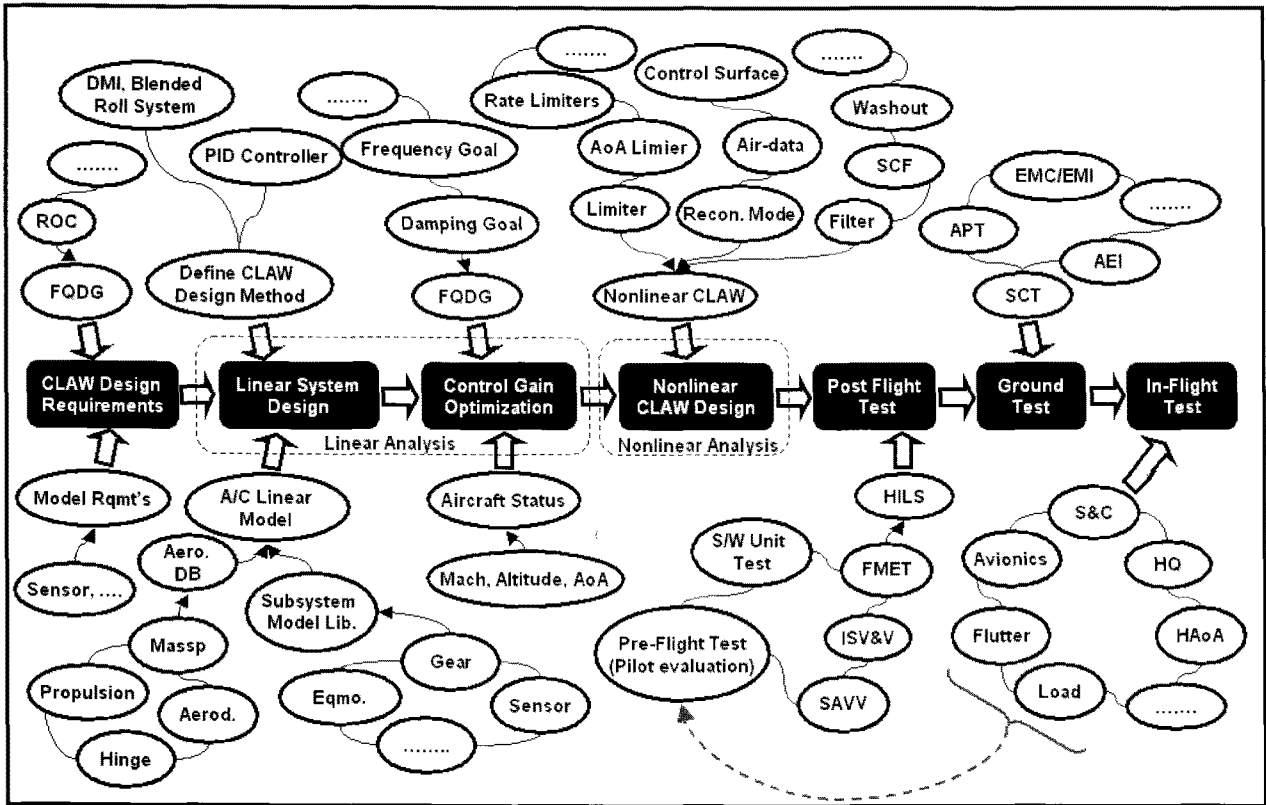 .......
.......
DMI, Blended
Roll System
Control Surface
.......
Rate Limiters
Washout
.......
PID Controller
Frequency Goal
AoA Limier
Air-data
SCF
EMC/EMI
.......
ROC
Damping Goal
Limiter
Recon. Mode
Filter
APT
AEI
FQDG
Define CLAW
Design Method
FQDG
Nonlinear CLAW
SCT
CLAW Design
Requirements
Linear System
Design
Control Gain
Optimization
Nonlinear
CLAW Design
Post Flight
Test
Ground
Test
In-Flight
Test
Linear Analysis
Nonlinear Analysis
Model Rqmt's
A/C Linear
Model
Aircraft Status
HILS
S&C
Aero.
DB
S/W Unit
Test
FMET
Avionics
HQ
Sensor, ....
Subsystem
Model Lib.
Mach, Altitude, AoA
Massp
Gear
Pre-Flight Test
(Pilot evaluation)
ISV&V
Flutter
HAoA
Propulsion
Aerod.
Eqmo.
Sensor
SAVV
Load
.......
Hinge
........